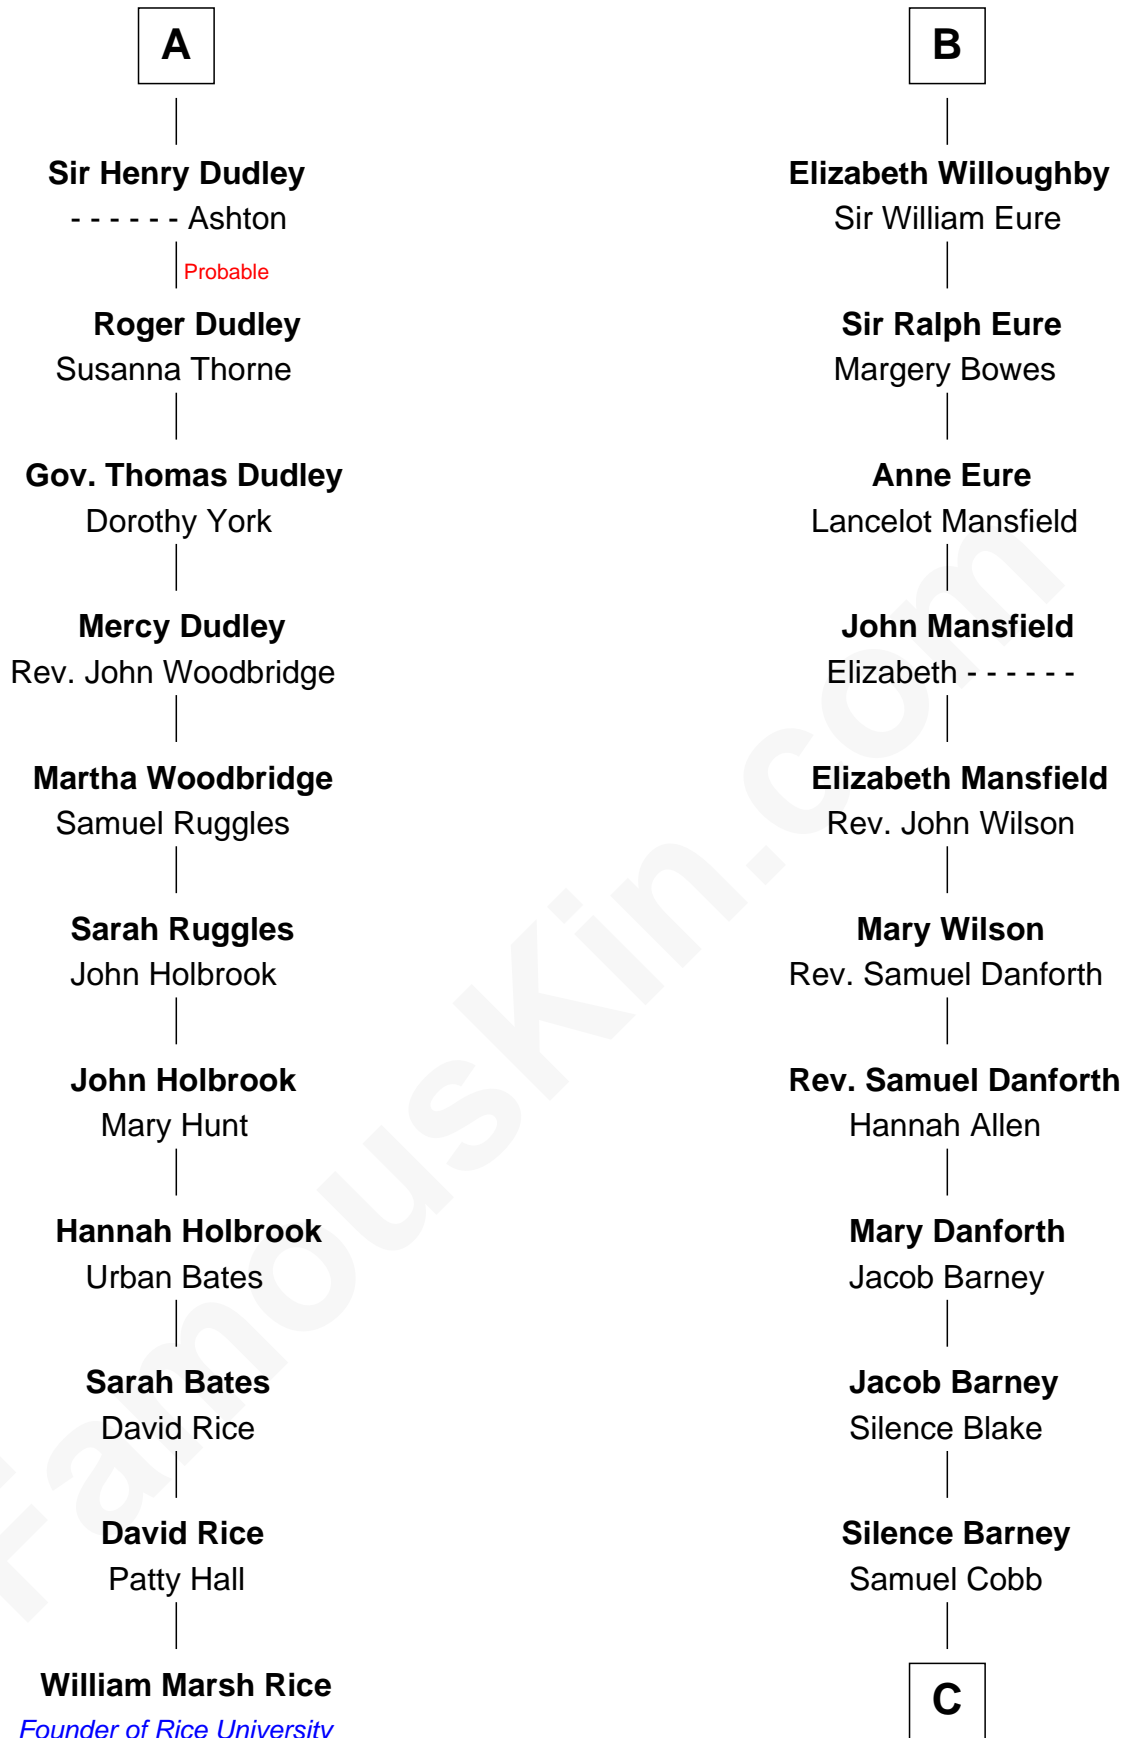 A
Sir Henry Dudley
- - - - - - Ashton
Probable
Roger Dudley
Susanna Thorne
Gov. Thomas Dudley
Dorothy York
Mercy Dudley
Rev. John Woodbridge
Martha Woodbridge
Samuel Ruggles
Sarah Ruggles
John Holbrook
John Holbrook
Mary Hunt
Hannah Holbrook
Urban Bates
Sarah Bates
David Rice
David Rice
Patty Hall
William Marsh Rice
Founder of Rice University
B
Elizabeth Willoughby
Sir William Eure
Sir Ralph Eure
Margery Bowes
Anne Eure
Lancelot Mansfield
John Mansfield
Elizabeth - - - - - -
Elizabeth Mansfield
Rev. John Wilson
Mary Wilson
Rev. Samuel Danforth
Rev. Samuel Danforth
Hannah Allen
Mary Danforth
Jacob Barney
Jacob Barney
Silence Blake
Silence Barney
Samuel Cobb
C
FamousKin.com